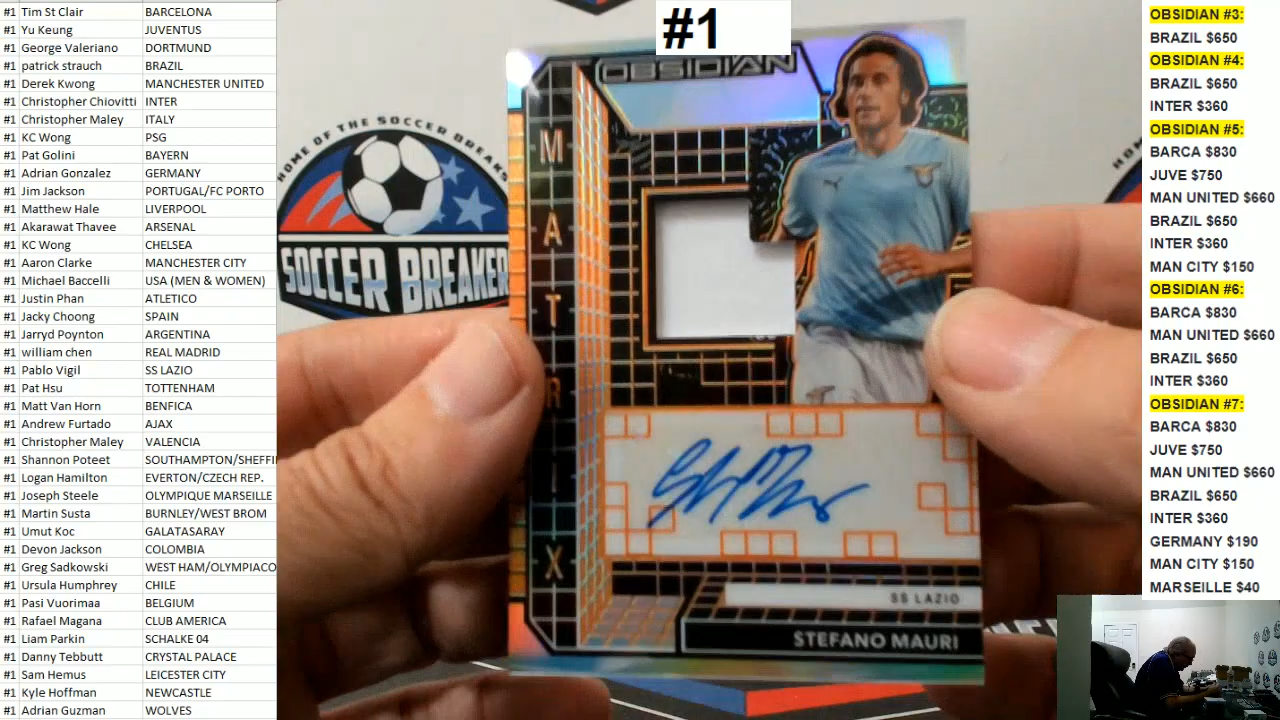 #1 Tim St Clair BARCELONA
#1 Yu Keung JUVENTUS
#1 George Valeriano DORTMUND
#1 patrick strauch BRAZIL
#1 Derek Kwong MANCHESTER UNITED
#1 Christopher Chiovitti INTER
#1 Christopher Maley ITALY
#1 KC Wong PSG
#1 Pat Golini BAYERN
#1 Adrian Gonzalez GERMANY
#1 Jim Jackson PORTUGAL/FC PORTO
#1 Matthew Hale LIVERPOOL
#1 Akarawat Thavee ARSENAL
#1 KC Wong CHELSEA
#1 Aaron Clarke MANCHESTER CITY
#1 Michael Baccelli USA (MEN & WOMEN)
#1 Justin Phan ATLETICO
#1 Jacky Choong SPAIN
#1 Jarryd Poynton ARGENTINA
#1 william chen REAL MADRID
#1 Pablo Vigil SS LAZIO
#1 Pat Hsu TOTTENHAM
#1 Matt Van Horn BENFICA
#1 Andrew Furtado AJAX
#1 Christopher Maley VALENCIA
#1 Shannon Poteet SOUTHAMPTON/SHEFFI
#1 Logan Hamilton EVERTON/CZECH REP.
#1 Joseph Steele OLYMPIQUE MARSEILLE
#1 Martin Susta BURNLEY/WEST BROM
#1 Umut Koc GALATASARAY
#1 Devon Jackson COLOMBIA
#1 Greg Sadkowski WEST HAM/OLYMPIACO
#1 Ursula Humphrey CHILE
#1 Pasi Vuorimaa BELGIUM
#1 Rafael Magana CLUB AMERICA
#1 Liam Parkin SCHALKE 04
#1 Danny Tebbutt CRYSTAL PALACE
#1 Sam Hemus LEICESTER CITY
#1 Kyle Hoffman NEWCASTLE
#1 Adrian Guzman WOLVES
#1
HOME OF THE SOCCER BREAKS
SOCCER BREAKER
OBSIDIAN
MATRIX
SS LAZIO
STEFANO MAURI
OBSIDIAN #3:
BRAZIL $650
OBSIDIAN #4:
BRAZIL $650
INTER $360
OBSIDIAN #5:
BARCA $830
JUVE $750
MAN UNITED $660
BRAZIL $650
INTER $360
MAN CITY $150
OBSIDIAN #6:
BARCA $830
MAN UNITED $660
BRAZIL $650
INTER $360
OBSIDIAN #7:
BARCA $830
JUVE $750
MAN UNITED $660
BRAZIL $650
INTER $360
GERMANY $190
MAN CITY $150
MARSEILLE $40